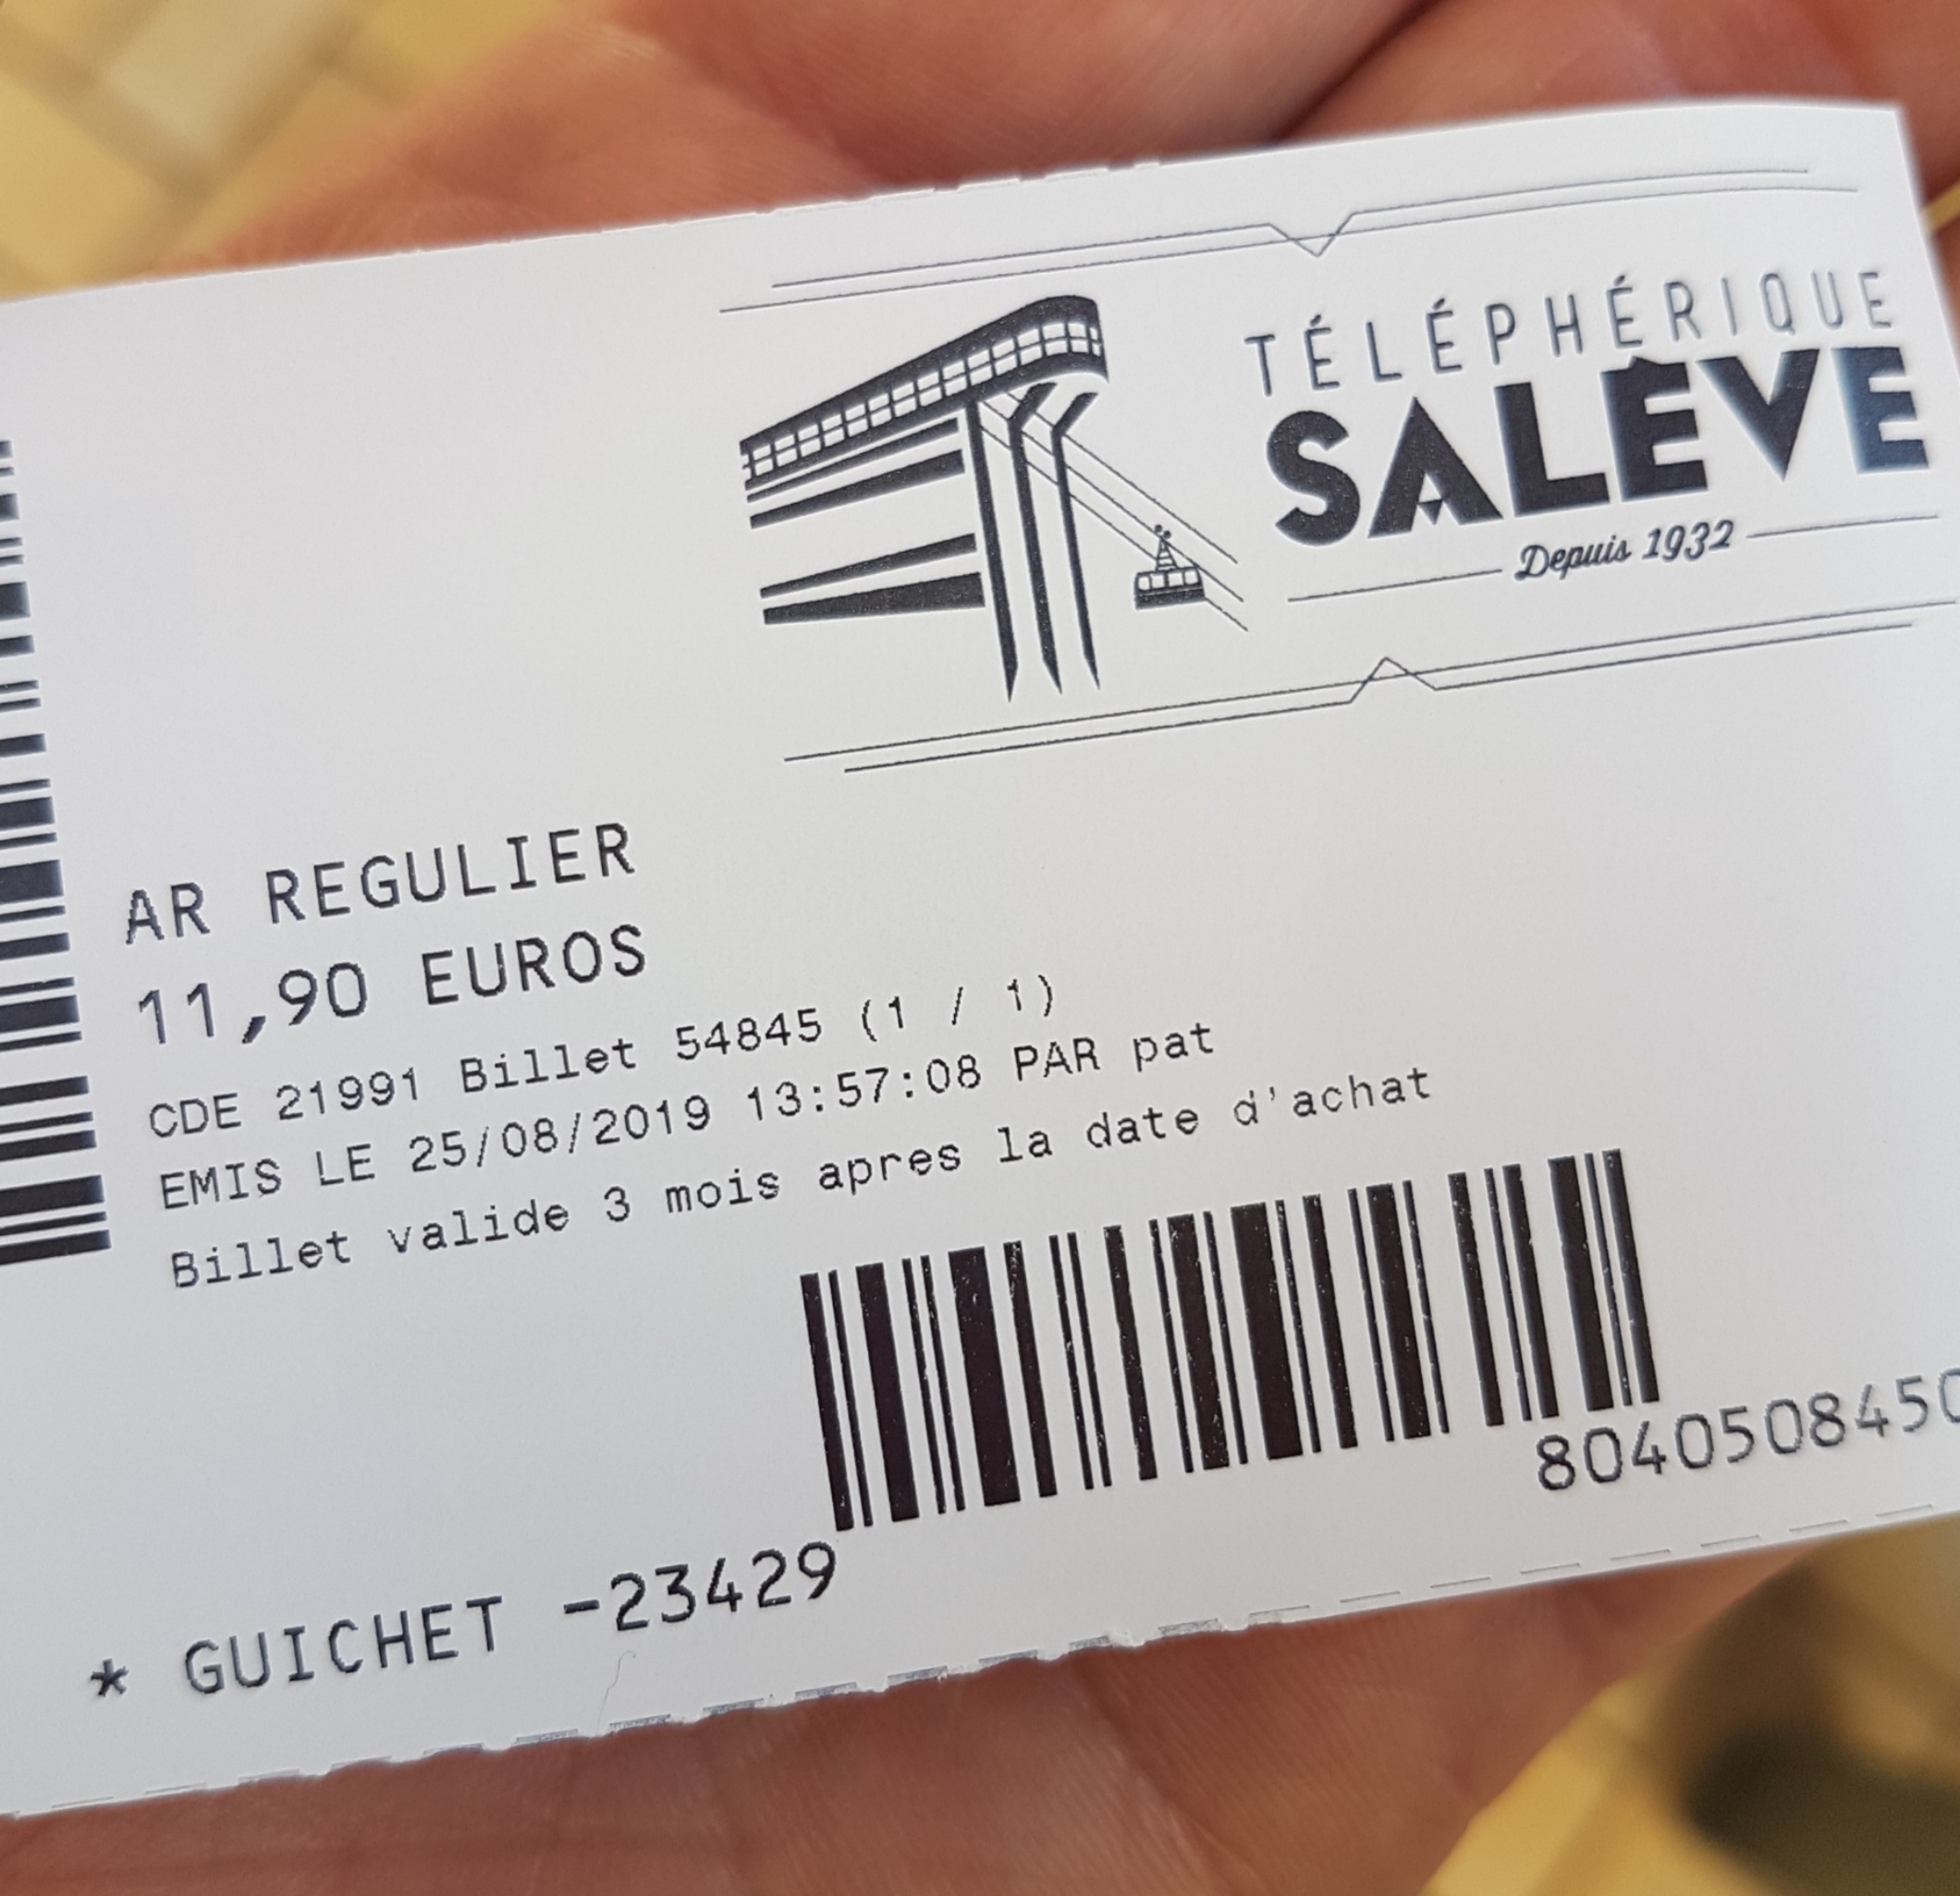 TÉLÉPHÉRIQUE
SALÈVE
Depuis 1932
AR REGULIER
11,90 EUROS
CDE 21991 Billet 54845 (1 / 1)
EMIS LE 25/08/2019 13:57:08 PAR pat
Billet valide 3 mois apres la date d'achat
8040508450
* GUICHET -23429